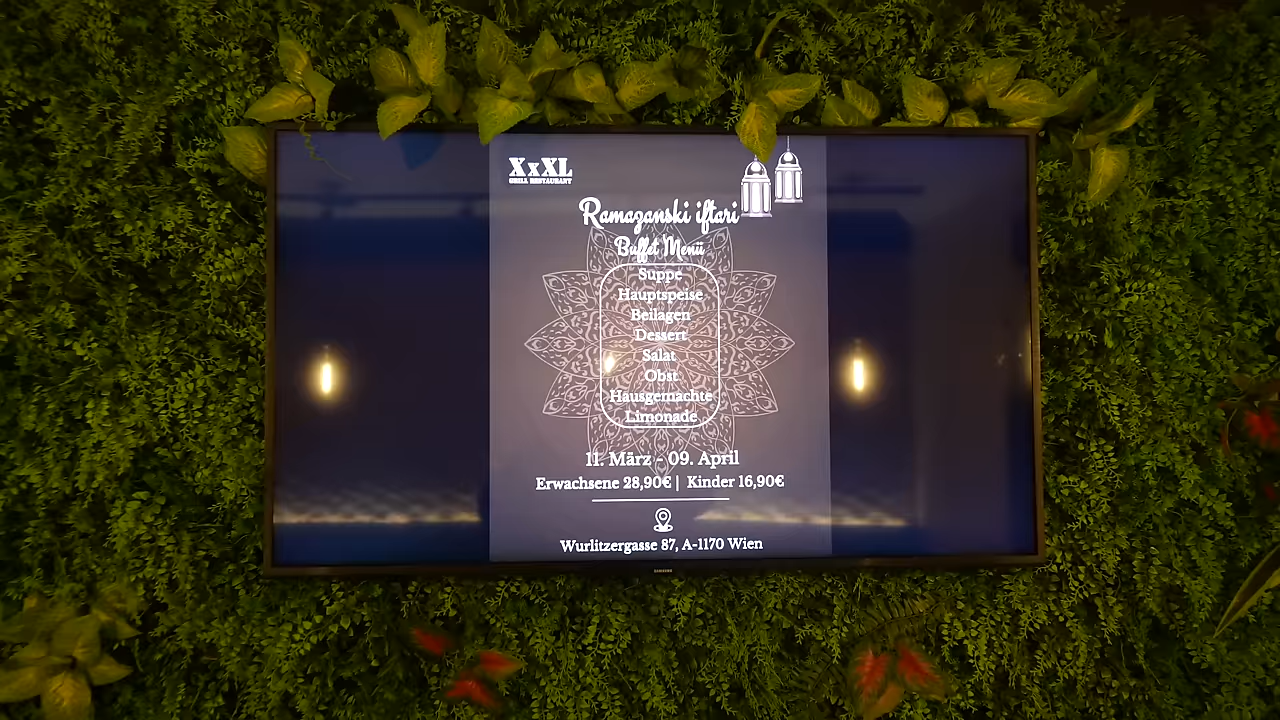 XxXL
GRILL RESTAURANT
Ramazanski iftari
Buffet Menü
Suppe
Hauptspeise
Beilagen
Dessert
Salat
Obst
Hausgemachte
Limonade
11. März - 09. April
Erwachsene 28,90€ | Kinder 16,90€
Wurlitzergasse 87, A-1170 Wien
SAMSUNG